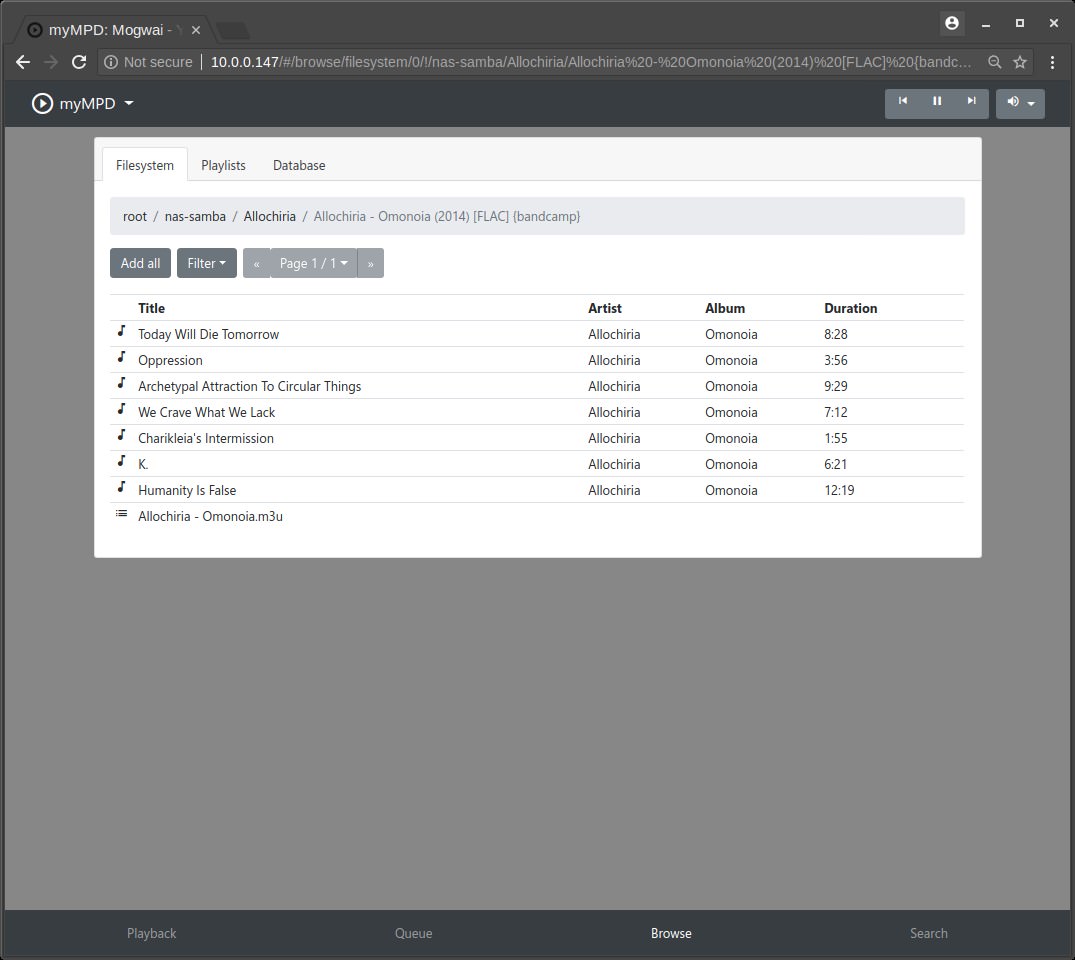 myMPD: Mogwai -
Not secure 10.0.0.147/#/browse/filesystem/0/!/nas-samba/Allochiria/Allochiria%20-%20Omonoia%20(2014)%20[FLAC]%20{bandc...
myMPD
Filesystem Playlists Database
root / nas-samba / Allochiria / Allochiria - Omonoia (2014) [FLAC] {bandcamp}
Add all Filter « Page 1 / 1 »
Title Artist Album Duration
Today Will Die Tomorrow Allochiria Omonoia 8:28
Oppression Allochiria Omonoia 3:56
Archetypal Attraction To Circular Things Allochiria Omonoia 9:29
We Crave What We Lack Allochiria Omonoia 7:12
Charikleia's Intermission Allochiria Omonoia 1:55
K. Allochiria Omonoia 6:21
Humanity Is False Allochiria Omonoia 12:19
Allochiria - Omonoia.m3u
Playback Queue Browse Search